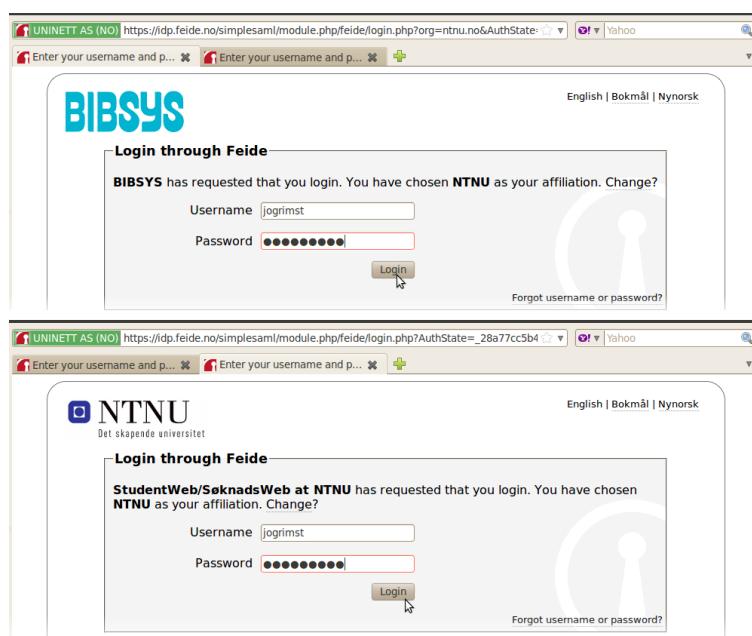 UNINETT AS (NO) https://idp.feide.no/simplesaml/module.php/feide/login.php?org=ntnu.no&AuthState= Yahoo
Enter your username and p... Enter your username and p...
BIBSYS
English | Bokmål | Nynorsk
Login through Feide
BIBSYS has requested that you login. You have chosen NTNU as your affiliation. Change?
Username jogrimst
Password ●●●●●●●●●
Login
Forgot username or password?
UNINETT AS (NO) https://idp.feide.no/simplesaml/module.php/feide/login.php?AuthState=_28a77cc5b4 Yahoo
Enter your username and p... Enter your username and p...
NTNU
Det skapende universitet
English | Bokmål | Nynorsk
Login through Feide
StudentWeb/SøknadsWeb at NTNU has requested that you login. You have chosen
NTNU as your affiliation. Change?
Username jogrimst
Password ●●●●●●●●●
Login
Forgot username or password?